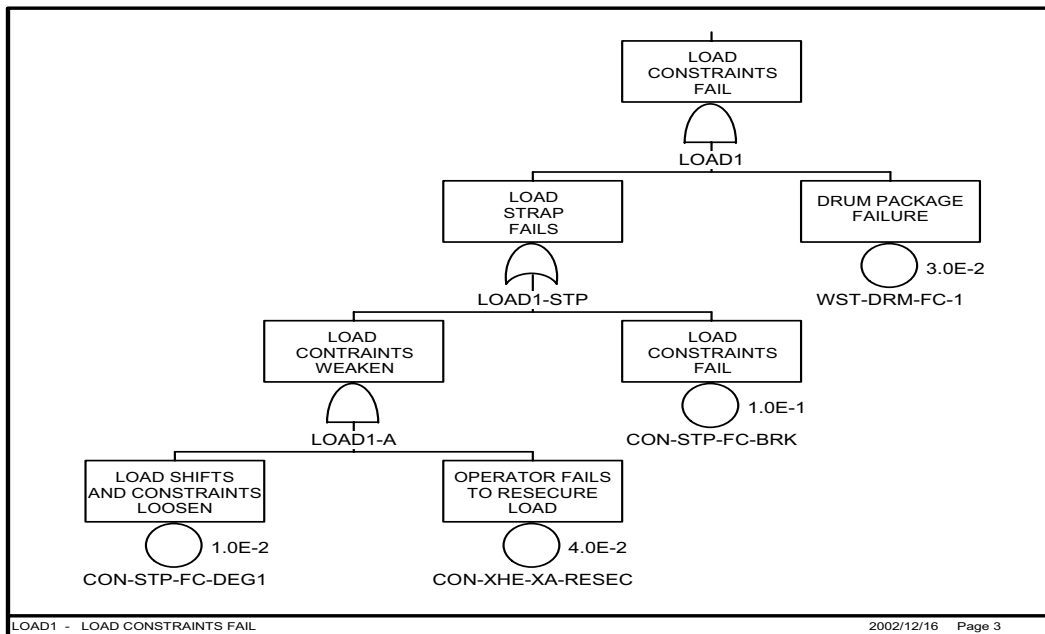 LOAD
CONSTRAINTS
FAIL
LOAD1
LOAD
STRAP
FAILS
DRUM PACKAGE
FAILURE
3.0E-2
LOAD1-STP
WST-DRM-FC-1
LOAD
CONTRAINTS
WEAKEN
LOAD
CONSTRAINTS
FAIL
1.0E-1
LOAD1-A
CON-STP-FC-BRK
LOAD SHIFTS
AND CONSTRAINTS
LOOSEN
OPERATOR FAILS
TO RESECURE
LOAD
1.0E-2
4.0E-2
CON-STP-FC-DEG1
CON-XHE-XA-RESEC
LOAD1 - LOAD CONSTRAINTS FAIL
2002/12/16 Page 3